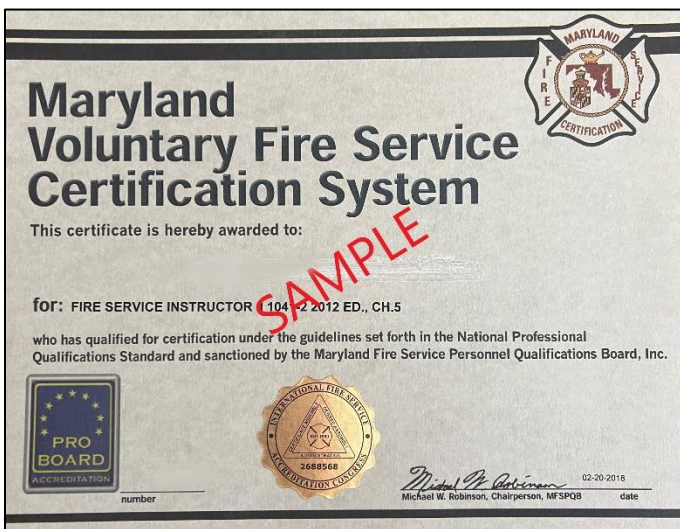 MARYLAND
FIRE
SERVICE
CERTIFICATION
Maryland
Voluntary Fire Service
Certification System
This certificate is hereby awarded to:
SAMPLE
for: FIRE SERVICE INSTRUCTOR 2012 ED., CH.5
who has qualified for certification under the guidelines set forth in the National Professional
Qualifications Standard and sanctioned by the Maryland Fire Service Personnel Qualifications Board, Inc.
PRO
BOARD
ACCREDITATION
number
INTERNATIONAL FIRE SERVICE
ACCREDITATION CONGRESS
2688568
Michael W. Robinson
02-20-2018
Michael W. Robinson, Chairperson, MFSPQB date